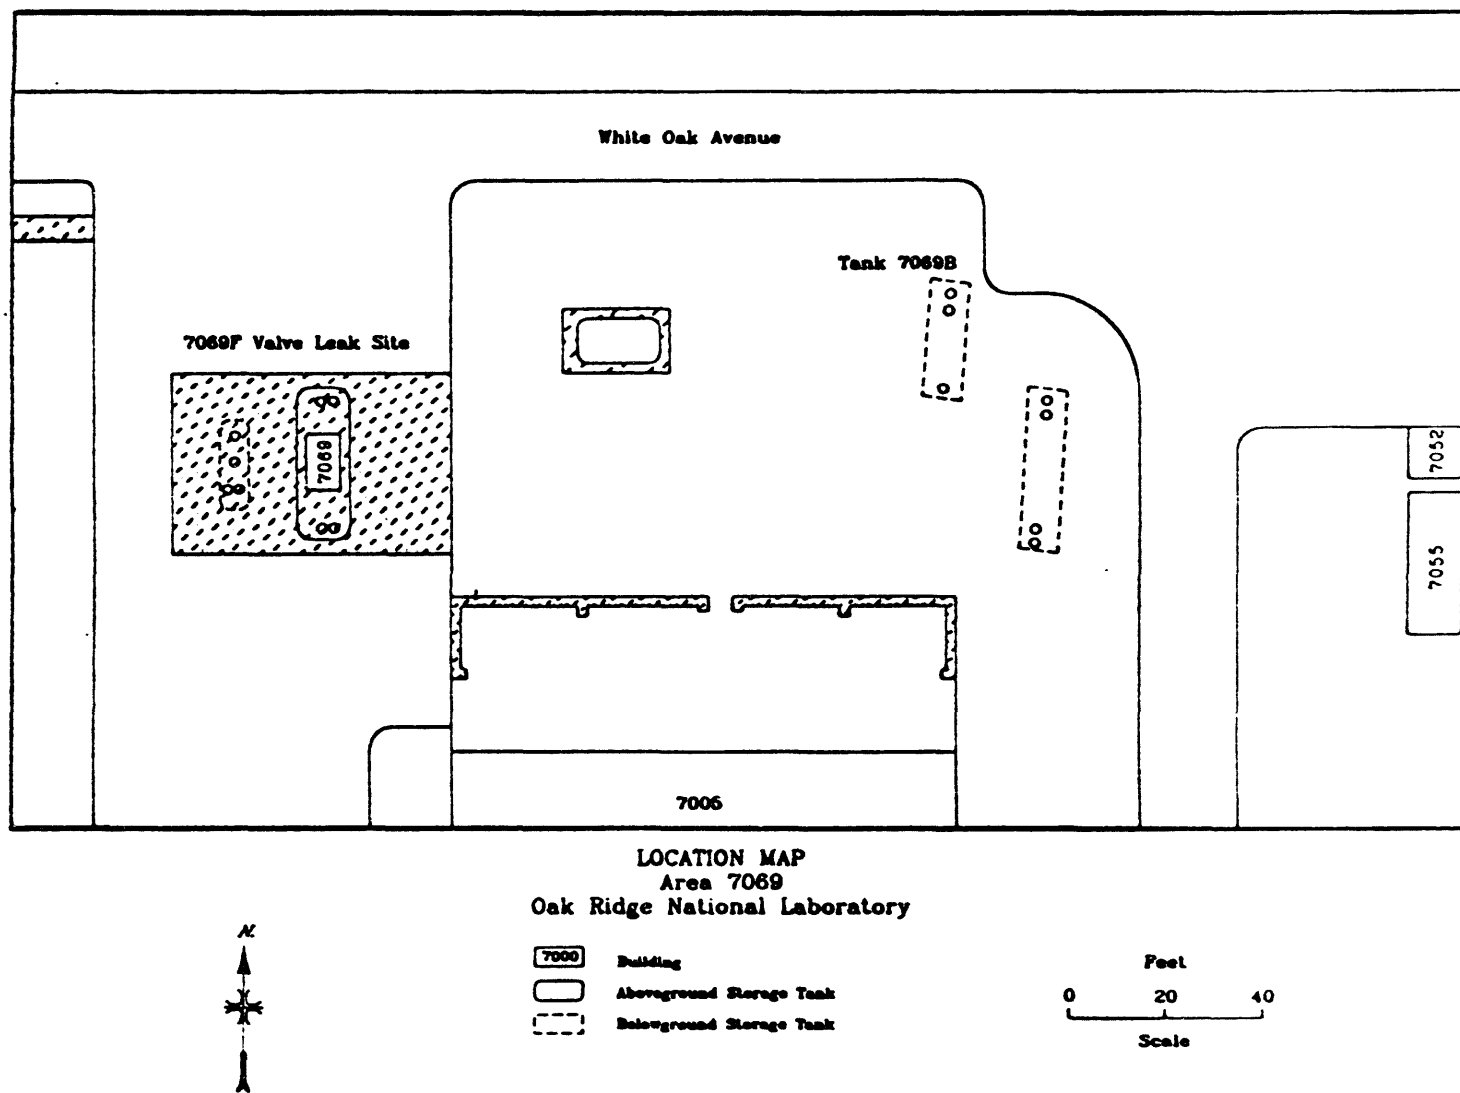 White Oak Avenue
Tank 7069B
7069F Valve Leak Site
7069
7052
7055
7005
LOCATION MAP
Area 7069
Oak Ridge National Laboratory
N.
7000 Building
Aboveground Storage Tank
Belowground Storage Tank
Feet
0 20 40
Scale